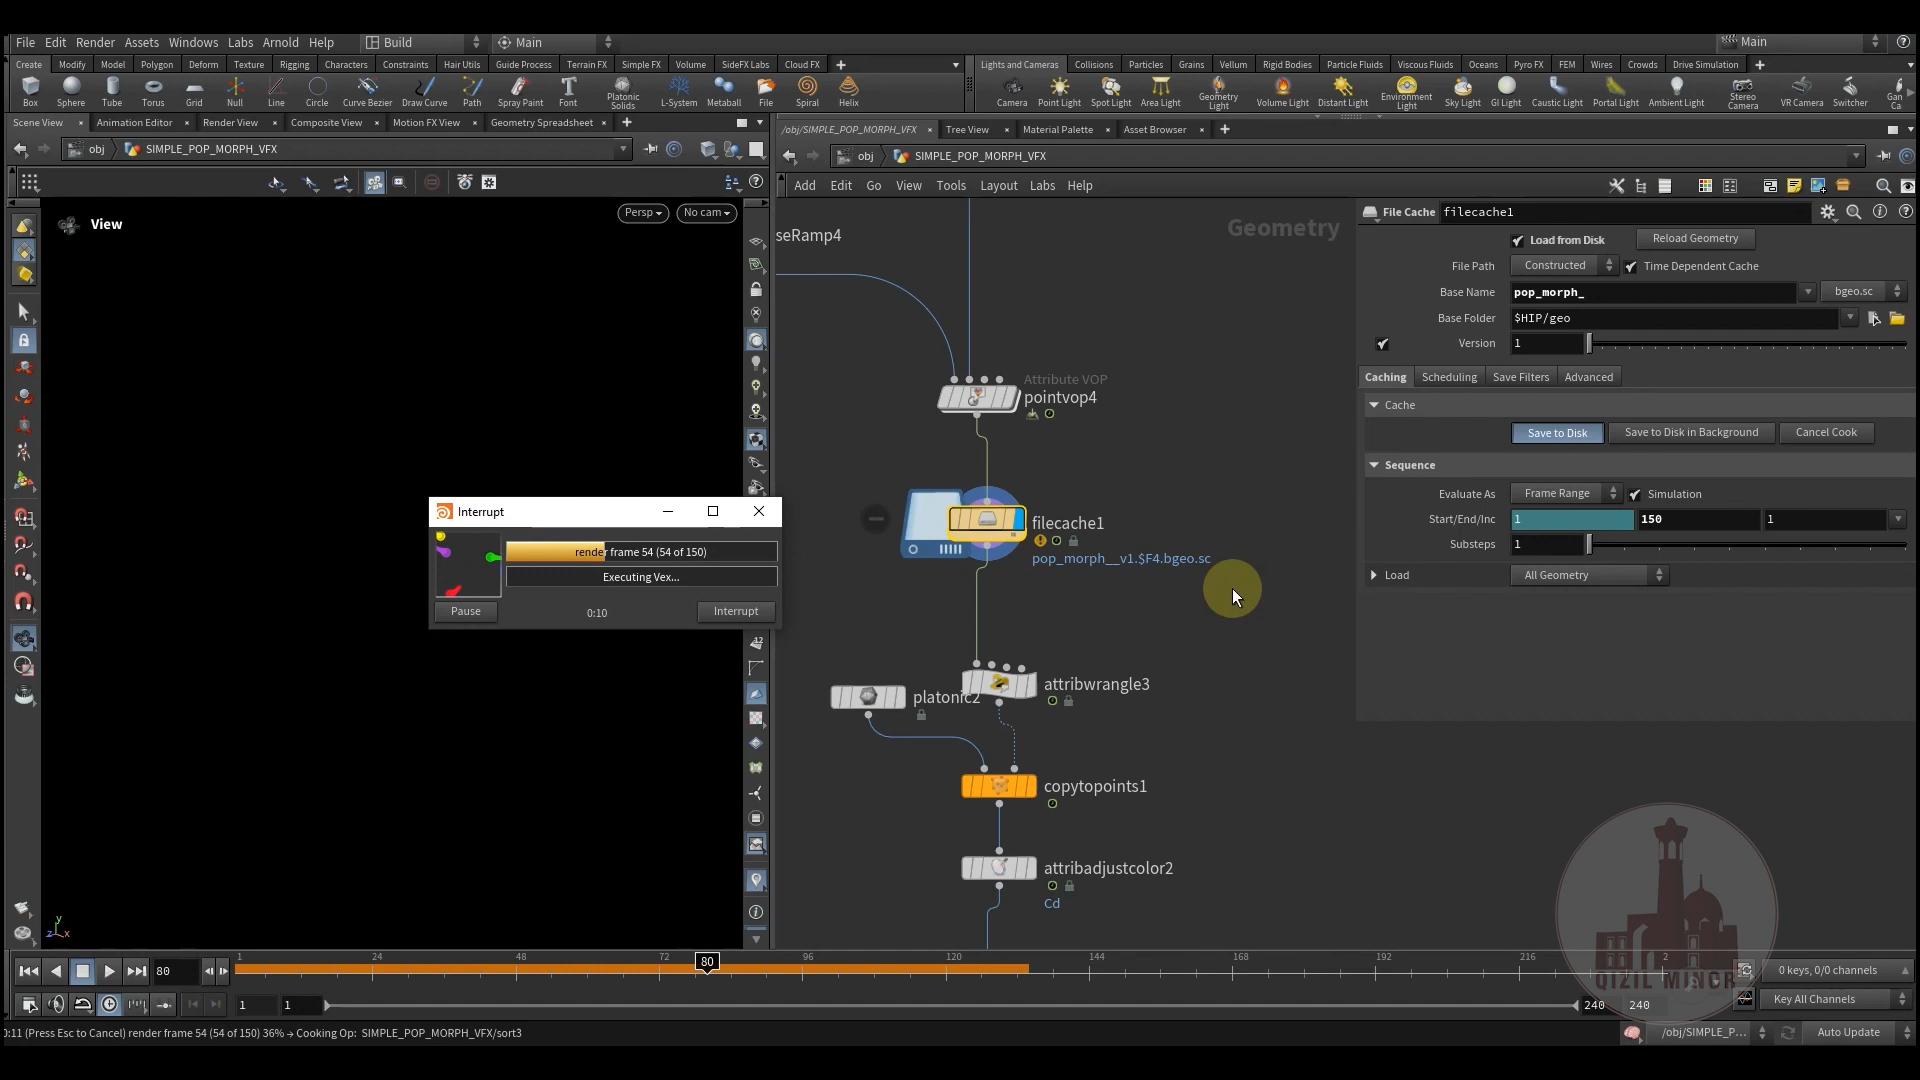 File Edit Render Assets Windows Labs Arnold Help Build Main Main
Create Modify Model Polygon Deform Texture Rigging Characters Constraints Hair Utils Guide Process Terrain FX Simple FX Volume SideFX Labs Cloud FX
Lights and Cameras Collisions Particles Grains Vellum Rigid Bodies Particle Fluids Viscous Fluids Oceans Pyro FX FEM Wires Crowds Drive Simulation
Box Sphere Tube Torus Grid Null Line Circle Curve Bezier Draw Curve Path Spray Paint Font Platonic Solids L-System Metaball File Spiral Helix
Camera Point Light Spot Light Area Light Geometry Light Volume Light Distant Light Environment Light Sky Light GI Light Caustic Light Portal Light Ambient Light Stereo Camera VR Camera Switcher Gan Ca
Scene View Animation Editor Render View Composite View Motion FX View Geometry Spreadsheet
/obj/SIMPLE_POP_MORPH_VFX Tree View Material Palette Asset Browser
obj SIMPLE_POP_MORPH_VFX
obj SIMPLE_POP_MORPH_VFX
Add Edit Go View Tools Layout Labs Help
View
Persp
No cam
seRamp4
Geometry
File Cache filecache1
Load from Disk Reload Geometry
File Path Constructed Time Dependent Cache
Base Name pop_morph_ bgeo.sc
Base Folder $HIP/geo
Version 1
Caching Scheduling Save Filters Advanced
Cache
Save to Disk Save to Disk in Background Cancel Cook
Sequence
Evaluate As Frame Range Simulation
Start/End/Inc 1 150 1
Substeps 1
Load All Geometry
Attribute VOP
pointvop4
filecache1
pop_morph__v1.$F4.bgeo.sc
attribwrangle3
platonic2
copytopoints1
attribadjustcolor2
Cd
Interrupt
render frame 54 (54 of 150)
Executing Vex...
Pause 0:10 Interrupt
12
y
z x
QIZIL MINOR
80
1 24 48 72 80 96 120 144 168 192 216 2
0 keys, 0/0 channels
1 1 240 240
Key All Channels
0:11 (Press Esc to Cancel) render frame 54 (54 of 150) 36% → Cooking Op: SIMPLE_POP_MORPH_VFX/sort3
/obj/SIMPLE_P... Auto Update